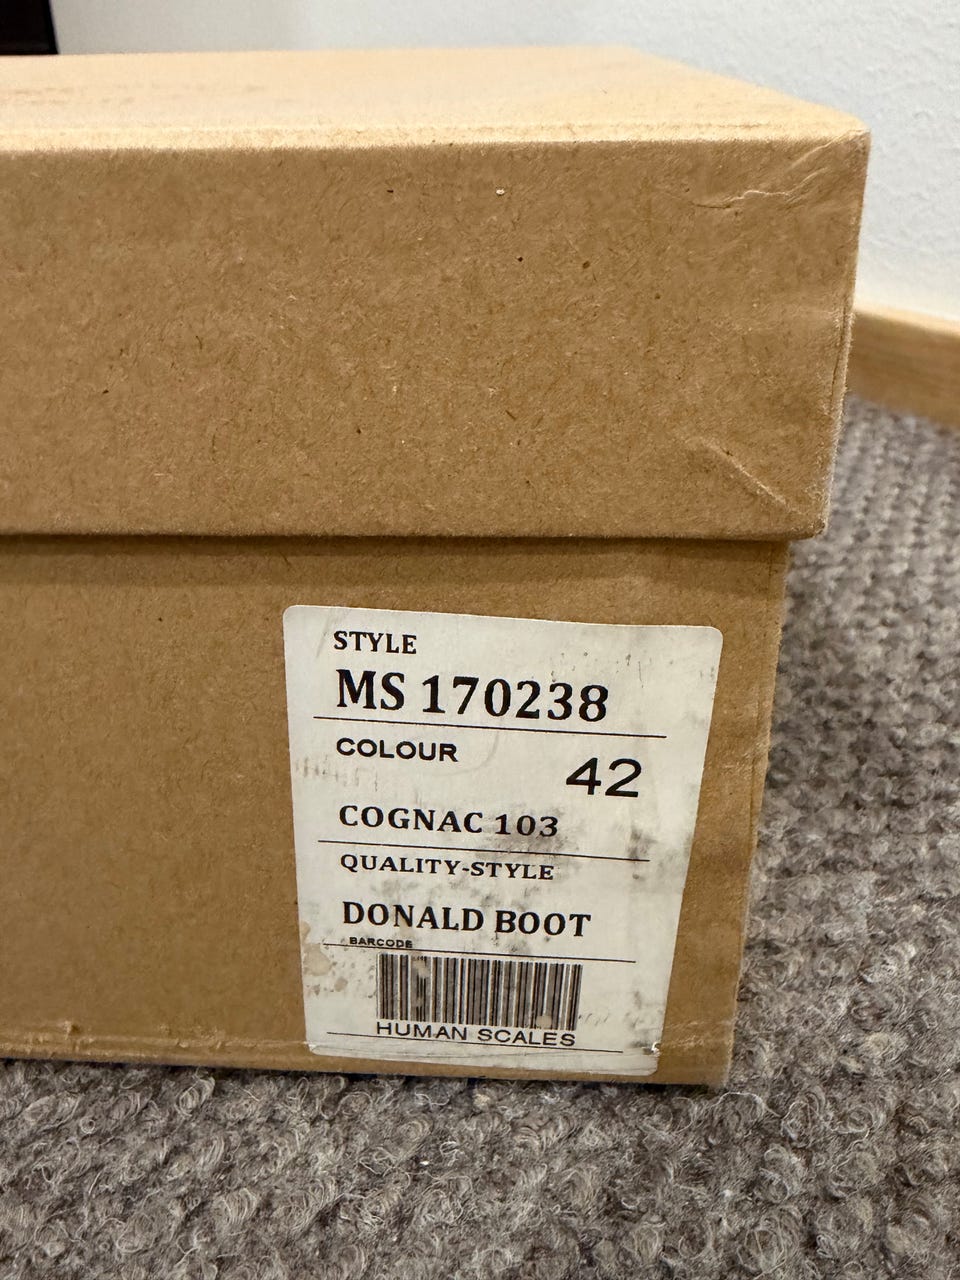 STYLE
MS 170238
COLOUR
42
COGNAC 103
QUALITY-STYLE
DONALD BOOT
BARCODE
HUMAN SCALES